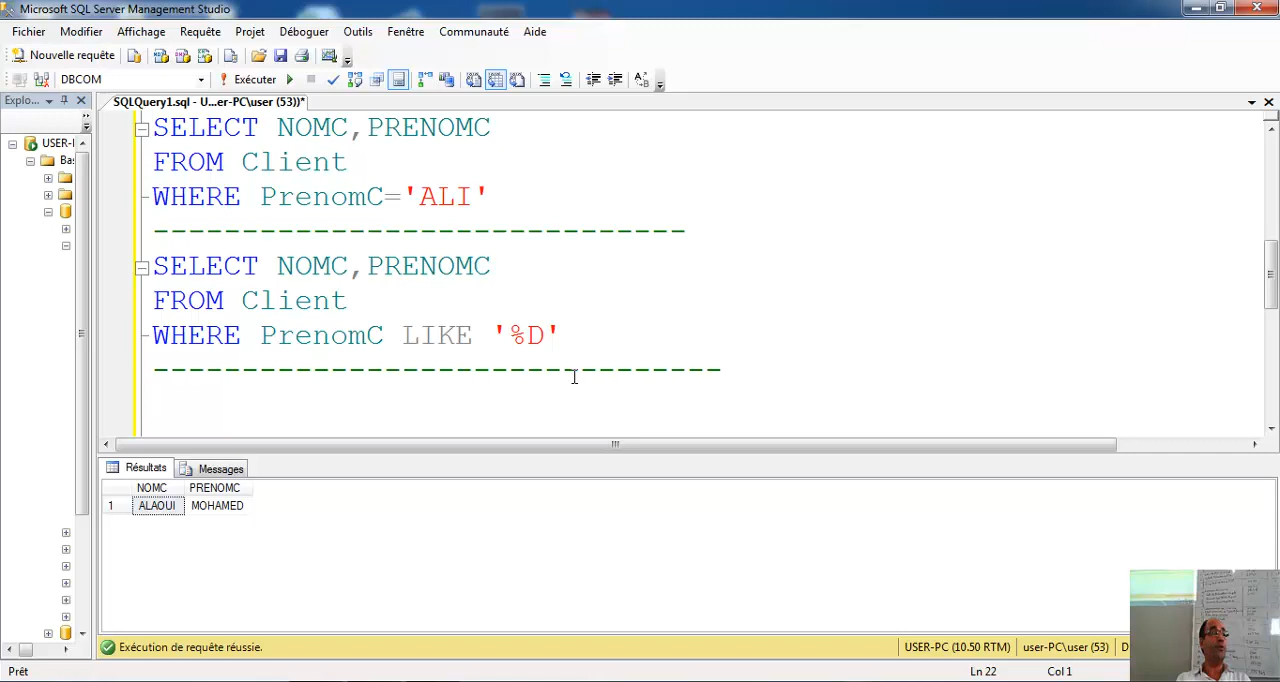 Microsoft SQL Server Management Studio
Fichier Modifier Affichage Requête Projet Déboguer Outils Fenêtre Communauté Aide
Nouvelle requête
DBCOM Exécuter
Explo... SQLQuery1.sql - U...er-PC\user (53))*
USER-
Bas
SELECT NOMC,PRENOMC
FROM Client
WHERE PrenomC='ALI'
------------------------------
SELECT NOMC,PRENOMC
FROM Client
WHERE PrenomC LIKE '%D'
--------------------------------
Résultats Messages
NOMC PRENOMC
1 ALAOUI MOHAMED
Exécution de requête réussie. USER-PC (10.50 RTM) user-PC\user (53) D
Prêt Ln 22 Col 1